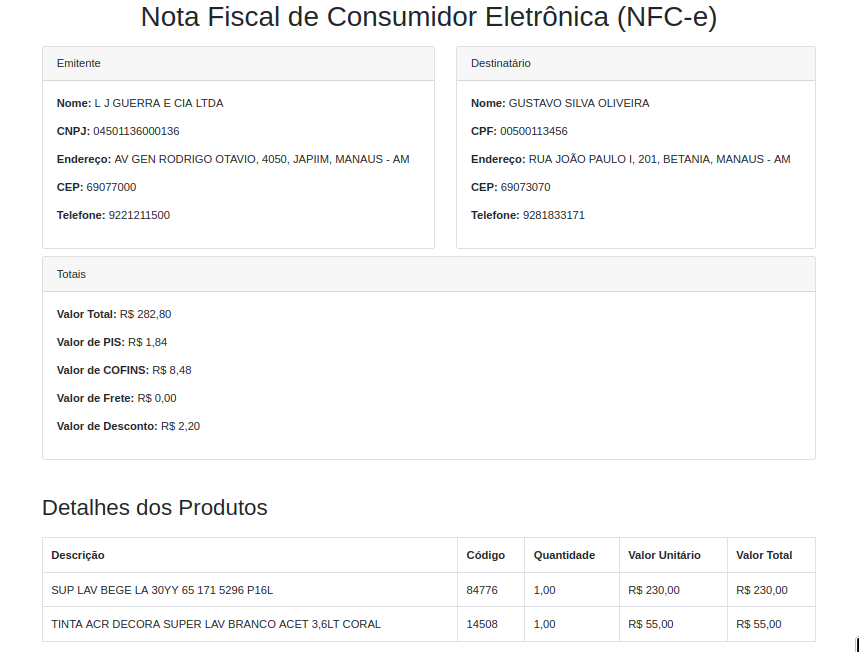 Nota Fiscal de Consumidor Eletrônica (NFC-e)
Emitente
Nome: L J GUERRA E CIA LTDA
CNPJ: 04501136000136
Endereço: AV GEN RODRIGO OTAVIO, 4050, JAPIIM, MANAUS - AM
CEP: 69077000
Telefone: 9221211500
Destinatário
Nome: GUSTAVO SILVA OLIVEIRA
CPF: 00500113456
Endereço: RUA JOÃO PAULO I, 201, BETANIA, MANAUS - AM
CEP: 69073070
Telefone: 9281833171
Totais
Valor Total: R$ 282,80
Valor de PIS: R$ 1,84
Valor de COFINS: R$ 8,48
Valor de Frete: R$ 0,00
Valor de Desconto: R$ 2,20
Detalhes dos Produtos
Descrição Código Quantidade Valor Unitário Valor Total
SUP LAV BEGE LA 30YY 65 171 5296 P16L 84776 1,00 R$ 230,00 R$ 230,00
TINTA ACR DECORA SUPER LAV BRANCO ACET 3,6LT CORAL 14508 1,00 R$ 55,00 R$ 55,00